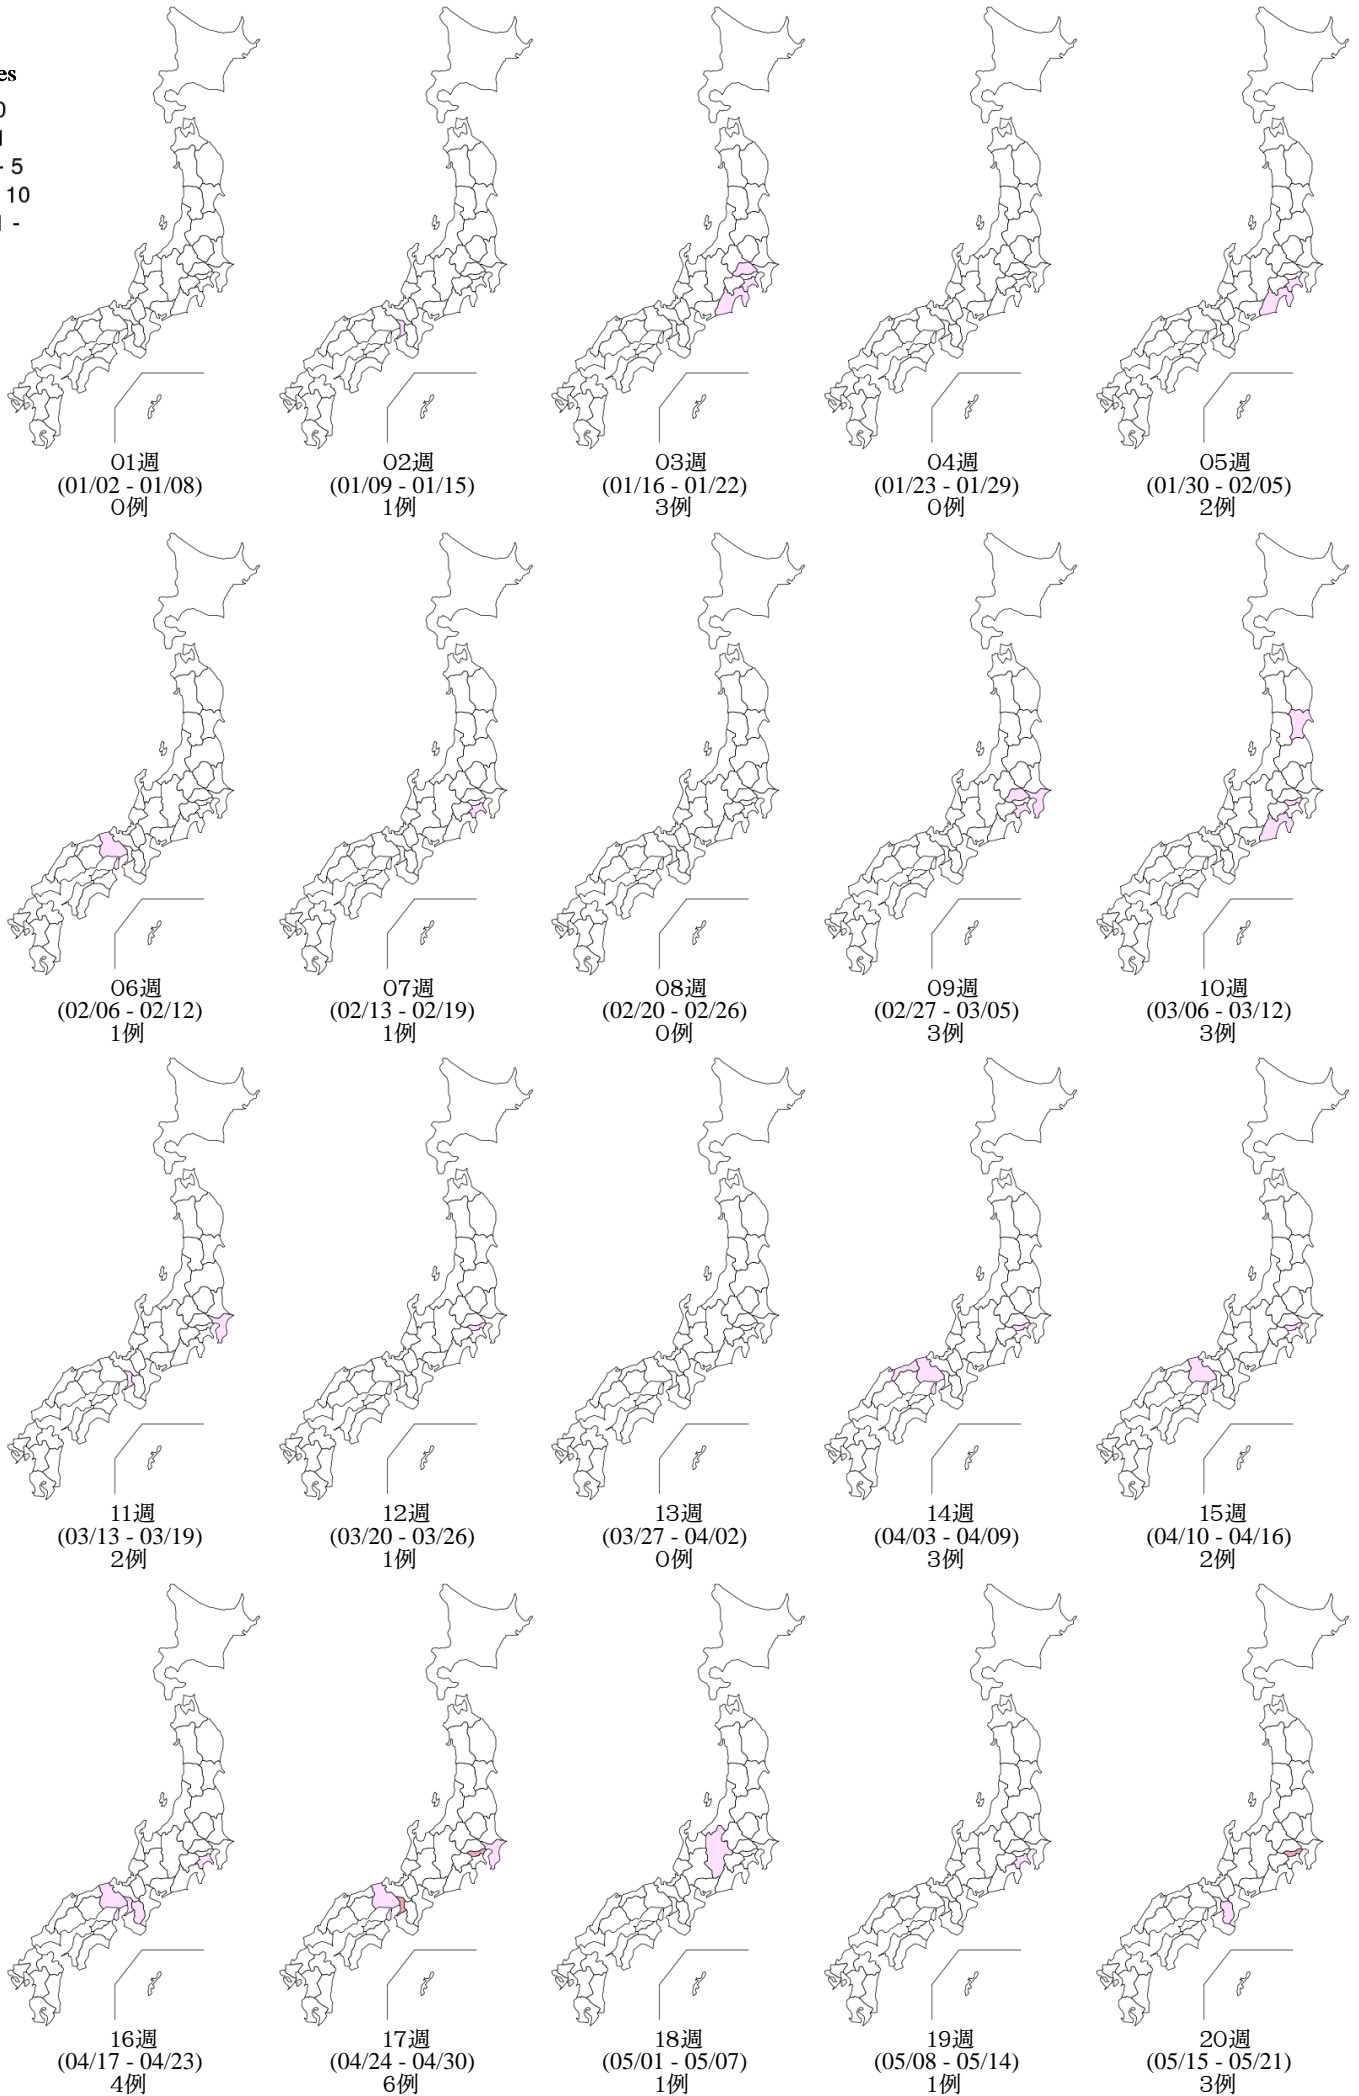 es
0
1
- 5
10
1 -
01週
(01/02 - 01/08)
0例
02週
(01/09 - 01/15)
1例
03週
(01/16 - 01/22)
3例
04週
(01/23 - 01/29)
0例
05週
(01/30 - 02/05)
2例
06週
(02/06 - 02/12)
1例
07週
(02/13 - 02/19)
1例
08週
(02/20 - 02/26)
0例
09週
(02/27 - 03/05)
3例
10週
(03/06 - 03/12)
3例
11週
(03/13 - 03/19)
2例
12週
(03/20 - 03/26)
1例
13週
(03/27 - 04/02)
0例
14週
(04/03 - 04/09)
3例
15週
(04/10 - 04/16)
2例
16週
(04/17 - 04/23)
4例
17週
(04/24 - 04/30)
6例
18週
(05/01 - 05/07)
1例
19週
(05/08 - 05/14)
1例
20週
(05/15 - 05/21)
3例